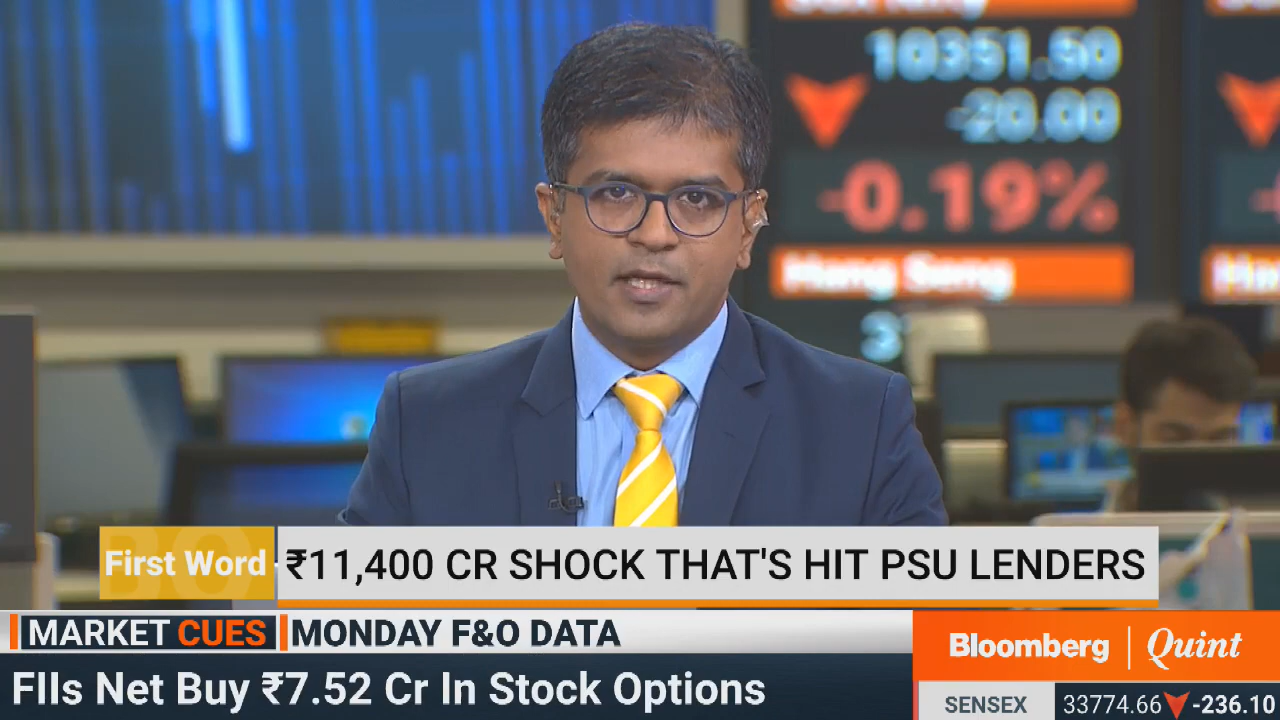 10351.50
-20.00
-0.19%
Hang Seng
First Word
₹11,400 CR SHOCK THAT'S HIT PSU LENDERS
MARKET CUES MONDAY F&O DATA
Bloomberg | Quint
FIIs Net Buy ₹7.52 Cr In Stock Options
SENSEX 33774.66 -236.10